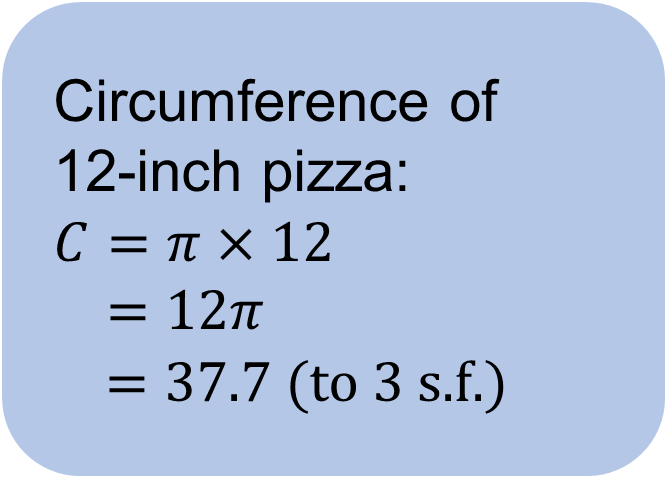 Circumference of
12-inch pizza:
C = π × 12
= 12π
= 37.7 (to 3 s.f.)